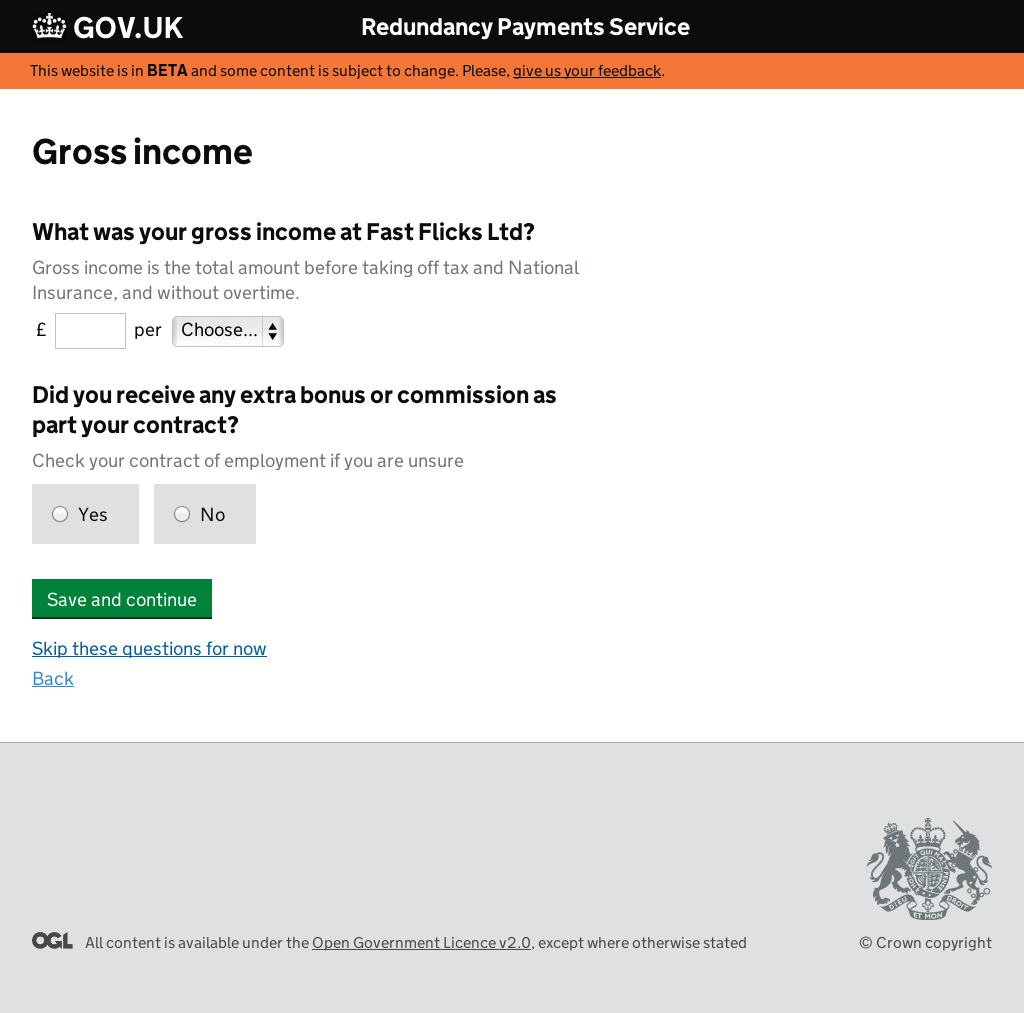 GOV.UK Redundancy Payments Service
This website is in BETA and some content is subject to change. Please, give us your feedback.
Gross income
What was your gross income at Fast Flicks Ltd?
Gross income is the total amount before taking off tax and National
Insurance, and without overtime.
£ per Choose...
Did you receive any extra bonus or commission as
part your contract?
Check your contract of employment if you are unsure
Yes No
Save and continue
Skip these questions for now
Back
DIEU ET MON DROIT
OGL All content is available under the Open Government Licence v2.0, except where otherwise stated © Crown copyright